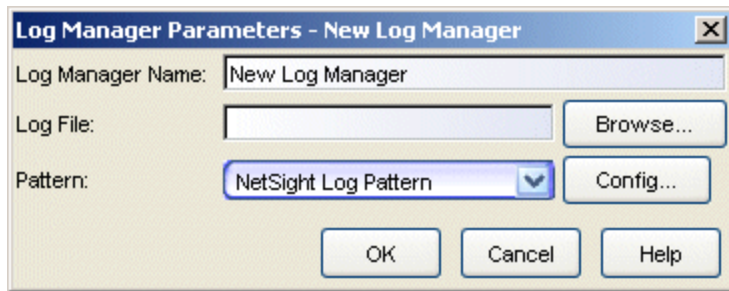 Log Manager Parameters - New Log Manager
Log Manager Name: New Log Manager
Log File: Browse...
Pattern: NetSight Log Pattern Config...
OK Cancel Help